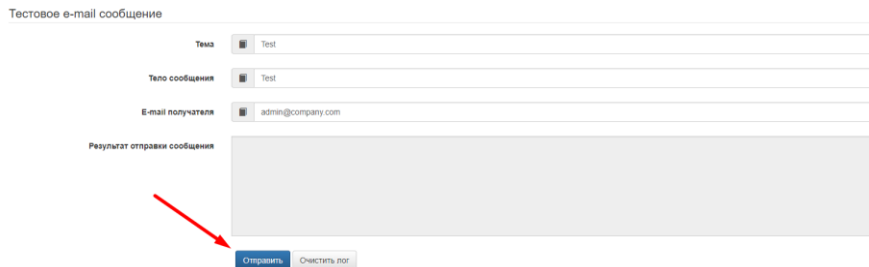 Тестовое e-mail сообщение
Тема Test
Тело сообщения Test
E-mail получателя admin@company.com
Результат отправки сообщения
Отправить Очистить лог